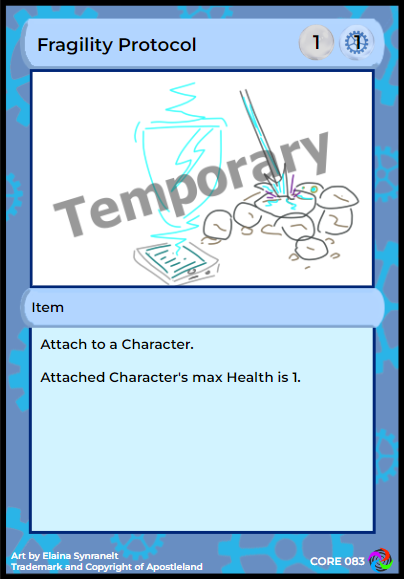 Fragility Protocol 1 1
Temporary
Item
Attach to a Character.
Attached Character's max Health is 1.
Art by Elaina Synranelt
Trademark and Copyright of Apostleland
CORE 083